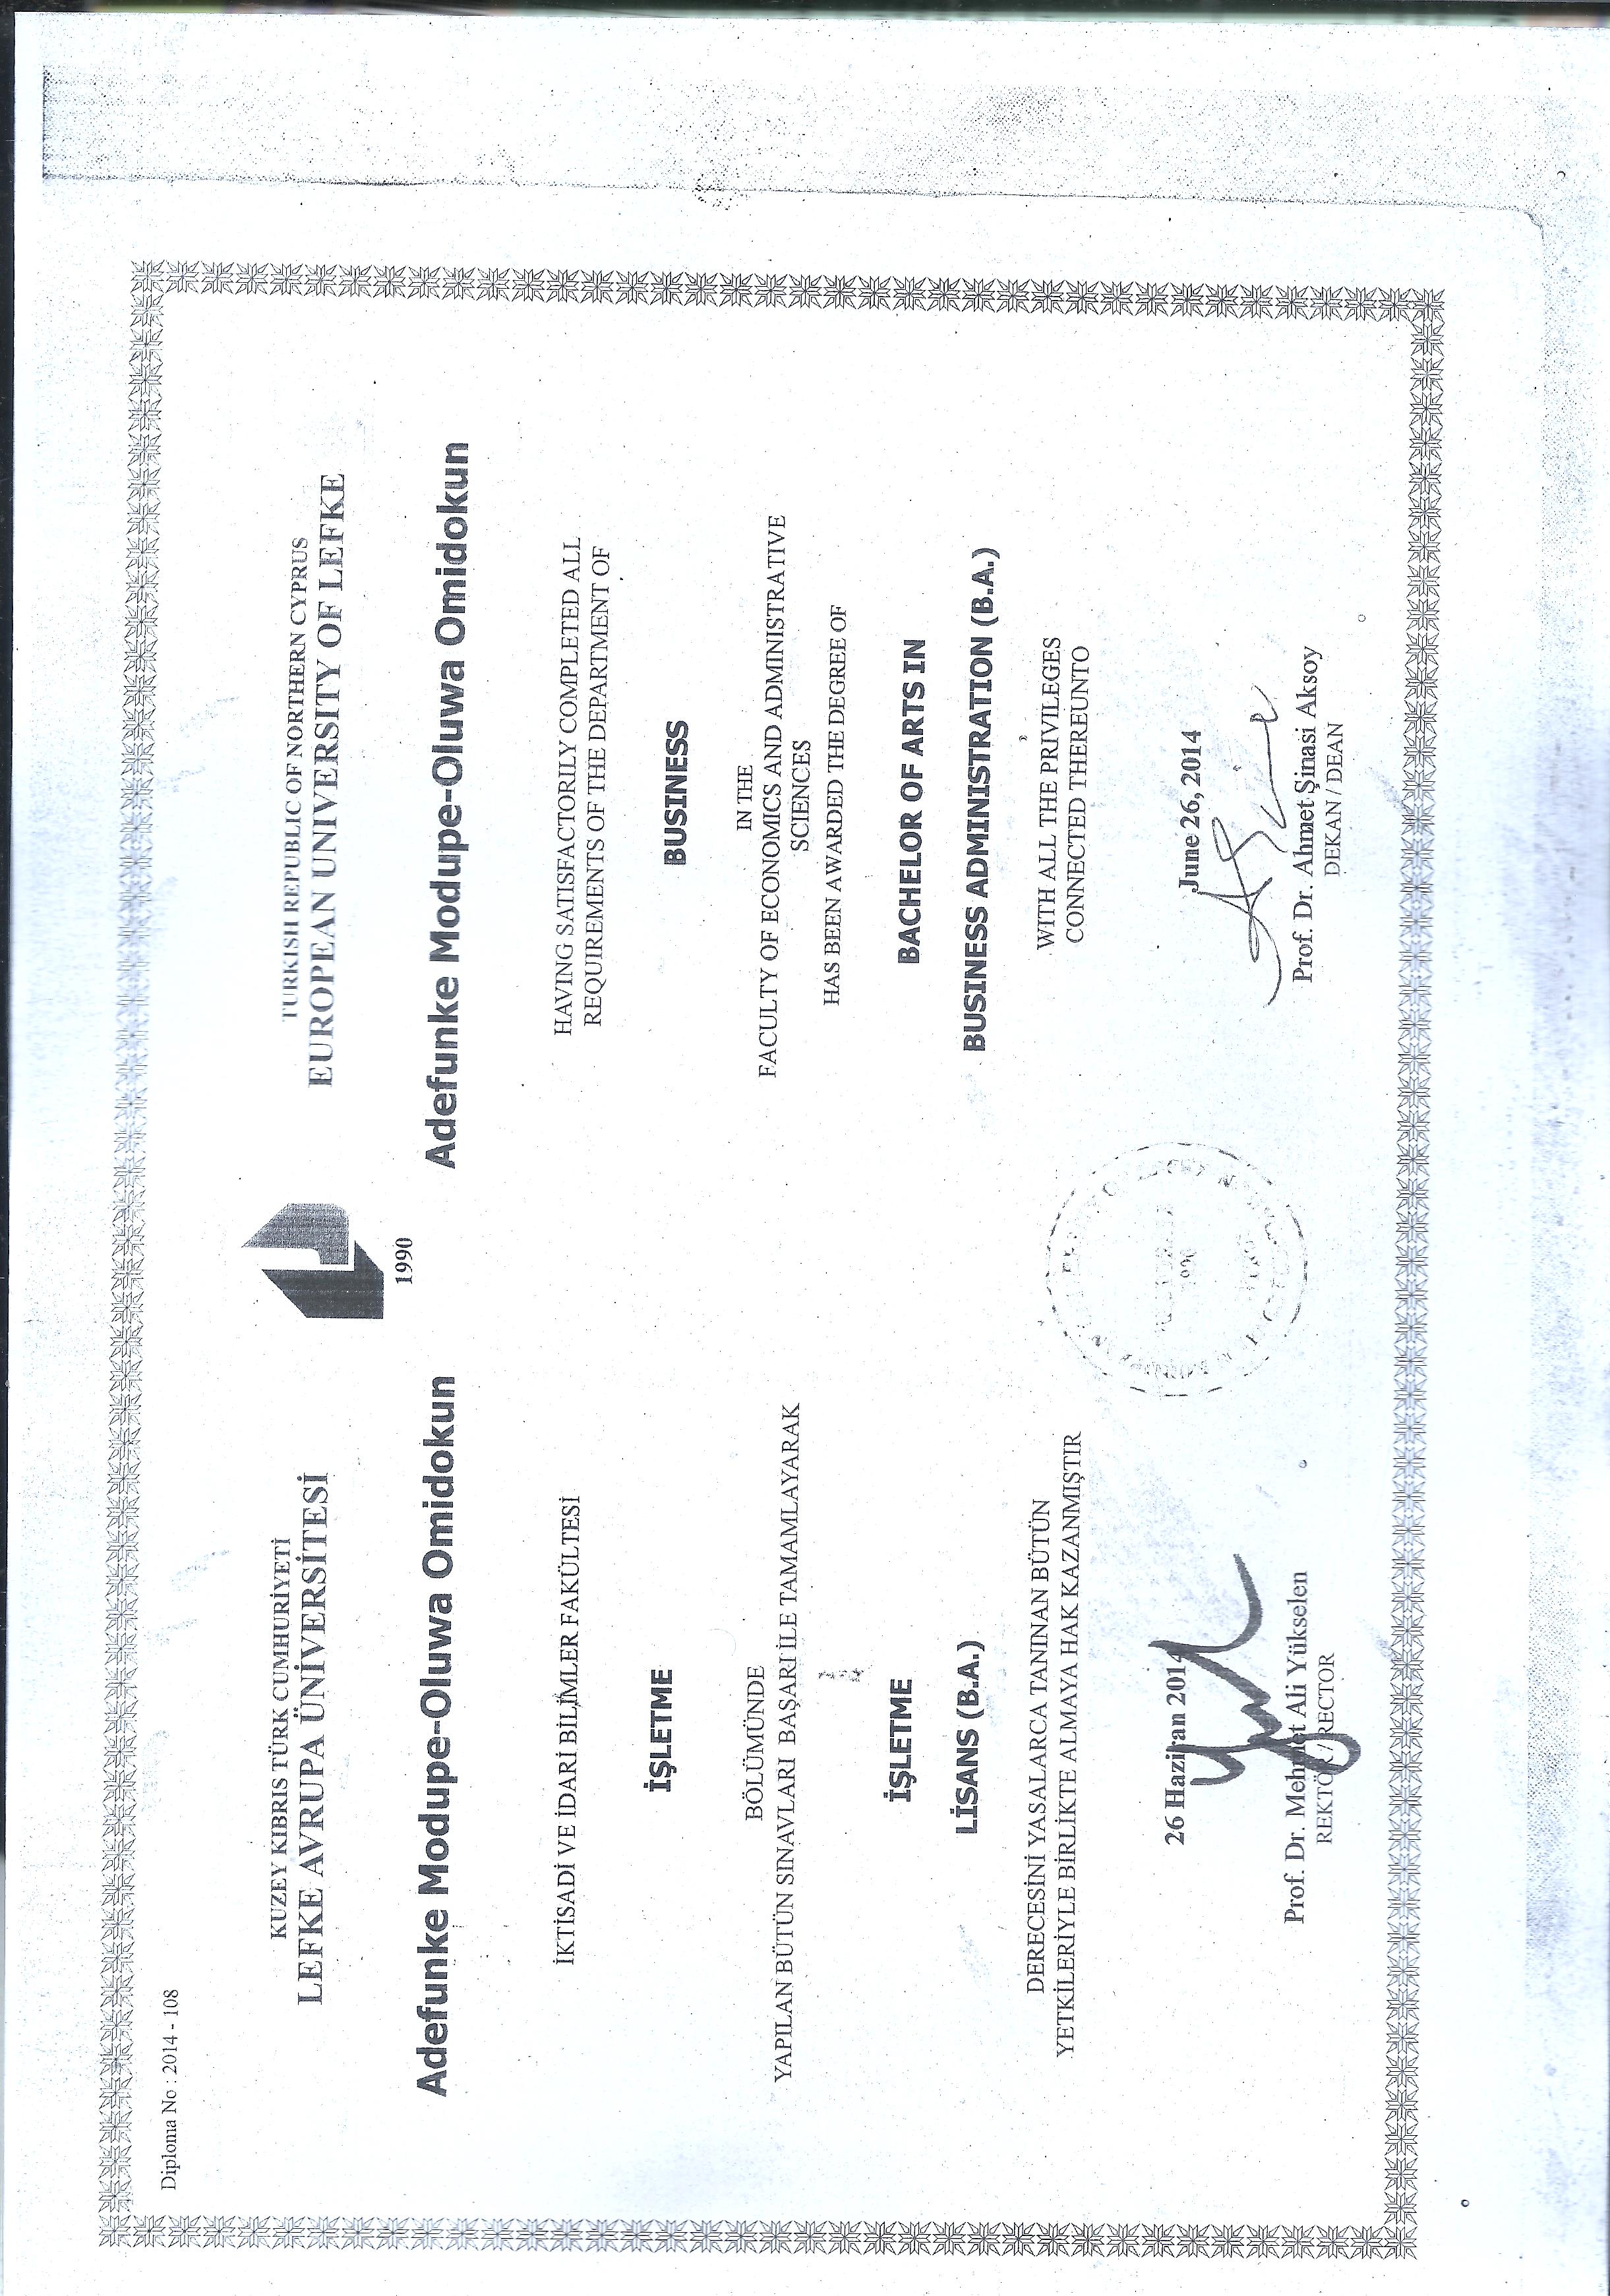 Diploma No : 2014 - 108
KUZEY KIBRIS TÜRK CUMHURİYETİ
LEFKE AVRUPA ÜNİVERSİTESİ
Adefunke Modupe-Oluwa Omidokun
İKTİSADİ VE İDARİ BİLİMLER FAKÜLTESİ
İŞLETME
BÖLÜMÜNDE
YAPILAN BÜTÜN SINAVLARI BAŞARI İLE TAMAMLAYARAK
İŞLETME
LİSANS (B.A.)
DERECESİNİ YASALARCA TANINAN BÜTÜN
YETKİLERİYLE BİRLİKTE ALMAYA HAK KAZANMIŞTIR
26 Haziran 2014
Prof. Dr. Mehmet Ali Yükselen
REKTÖR / RECTOR
1990
TURKISH REPUBLIC OF NORTHERN CYPRUS
EUROPEAN UNIVERSITY OF LEFKE
Adefunke Modupe-Oluwa Omidokun
HAVING SATISFACTORILY COMPLETED ALL
REQUIREMENTS OF THE DEPARTMENT OF
BUSINESS
IN THE
FACULTY OF ECONOMICS AND ADMINISTRATIVE
SCIENCES
HAS BEEN AWARDED THE DEGREE OF
BACHELOR OF ARTS IN
BUSINESS ADMINISTRATION (B.A.)
WITH ALL THE PRIVILEGES
CONNECTED THEREUNTO
June 26, 2014
Prof. Dr. Ahmet Şinasi Aksoy
DEKAN / DEAN